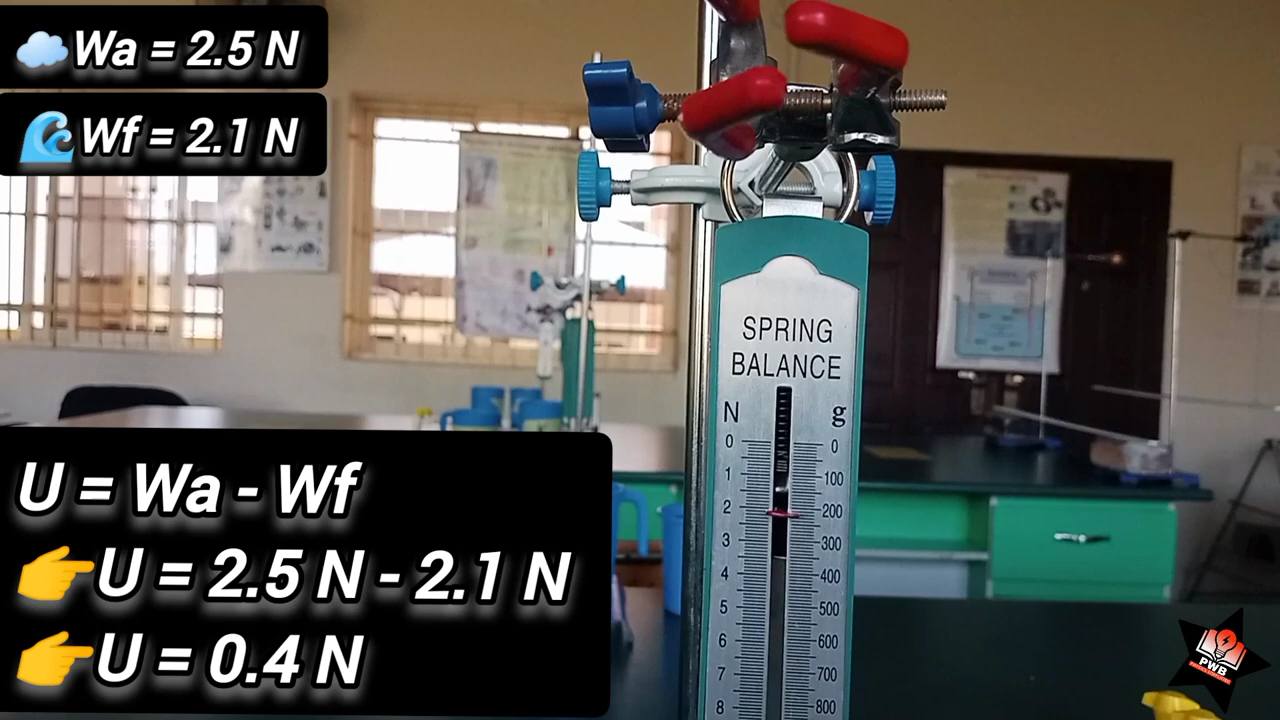 ☁️Wa = 2.5 N
🌊Wf = 2.1 N
U = Wa - Wf
👉U = 2.5 N - 2.1 N
👉U = 0.4 N
SPRING
BALANCE
N g
0 0
1 100
2 200
3 300
4 400
5 500
6 600
7 700
8 800
PWB